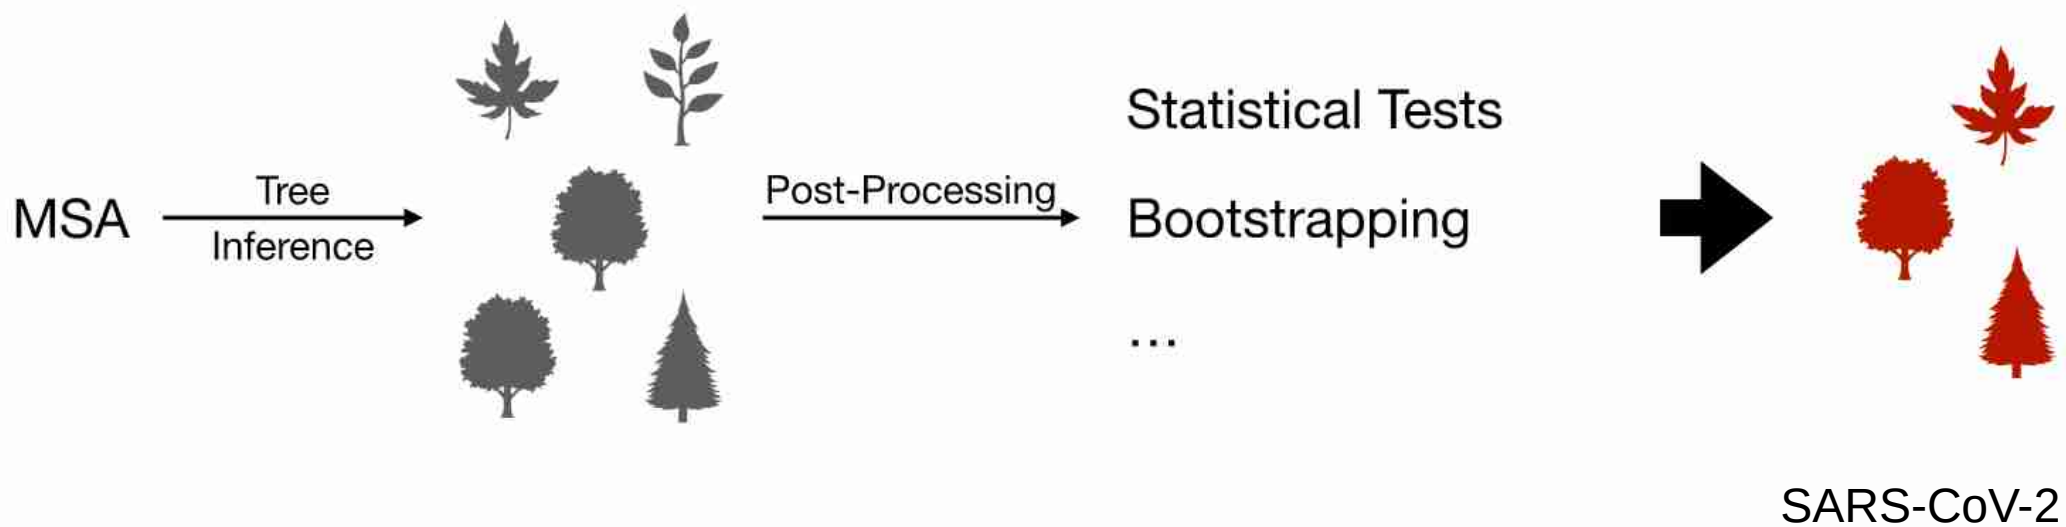 MSA
Tree
Inference
Post-Processing
Statistical Tests
Bootstrapping
...
SARS-CoV-2